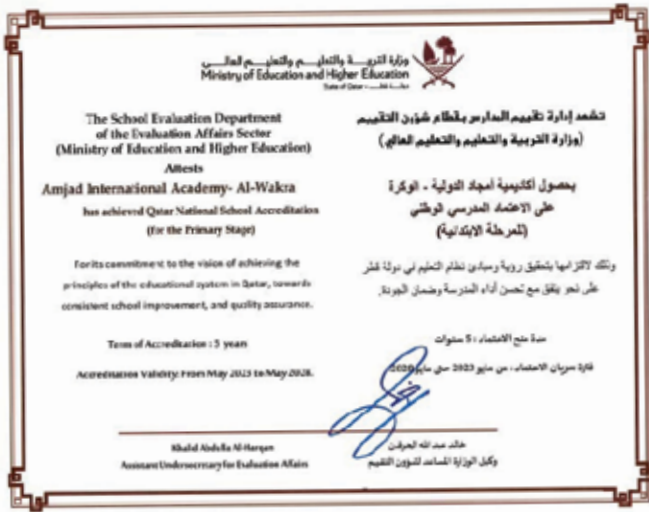 وزارة التربية والتعليم والتعليم العالي
Ministry of Education and Higher Education
State of Qatar
The School Evaluation Department
of the Evaluation Affairs Sector
(Ministry of Education and Higher Education)
Attests
Amjad International Academy- Al-Wakra
has achieved Qatar National School Accreditation
(for the Primary Stage)
For its commitment to the vision of achieving the
principles of the educational system in Qatar, towards
consistent school improvement, and quality assurance.
Term of Accreditation : 5 years
Accreditation Validity: From May 2023 to May 2028.
Khalid Abdulla Al-Harqan
Assistant Undersecretary for Evaluation Affairs
تشهد إدارة تقييم المدارس بقطاع شؤون التقييم
(وزارة التربية والتعليم والتعليم العالي)
بحصول أكاديمية أمجاد الدولية - الوكرة
على الاعتماد المدرسي الوطني
(للمرحلة الابتدائية)
وذلك لالتزامها بتحقيق رؤية ومبادئ نظام التعليم في دولة قطر
على نحو يتفق مع تحسن أداء المدرسة وضمان الجودة.
مدة منح الاعتماد : 5 سنوات
فترة سريان الاعتماد: من مايو 2023 حتى مايو
خالد عبد الله الحرقان
وكيل الوزارة المساعد لشؤون التقييم